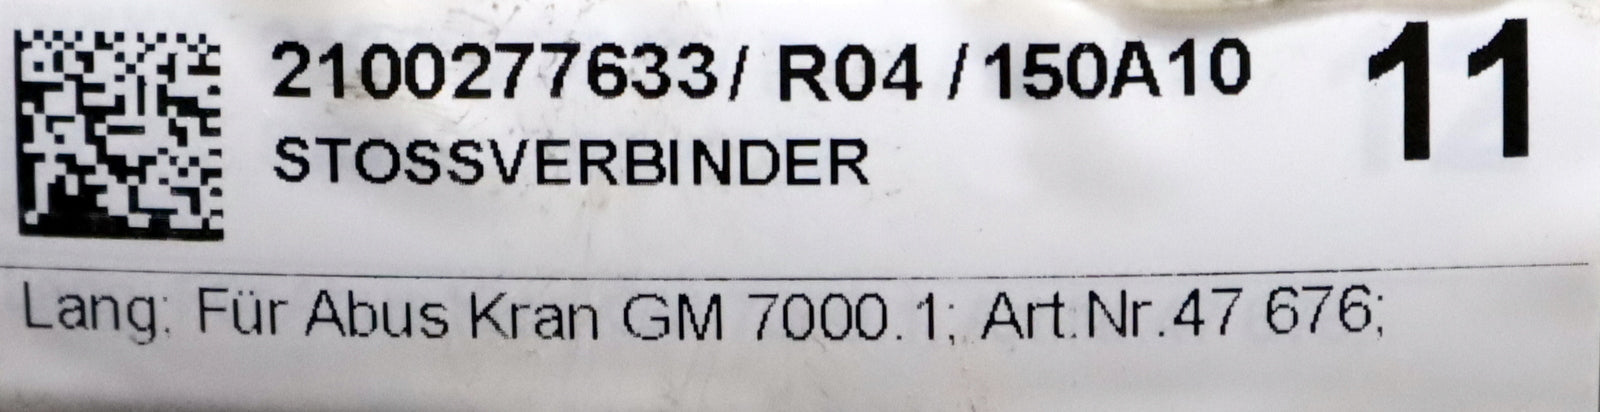 2100277633/ R04 /150A10 11
STOSSVERBINDER
Lang: Für Abus Kran GM 7000.1; Art.Nr.47 676;